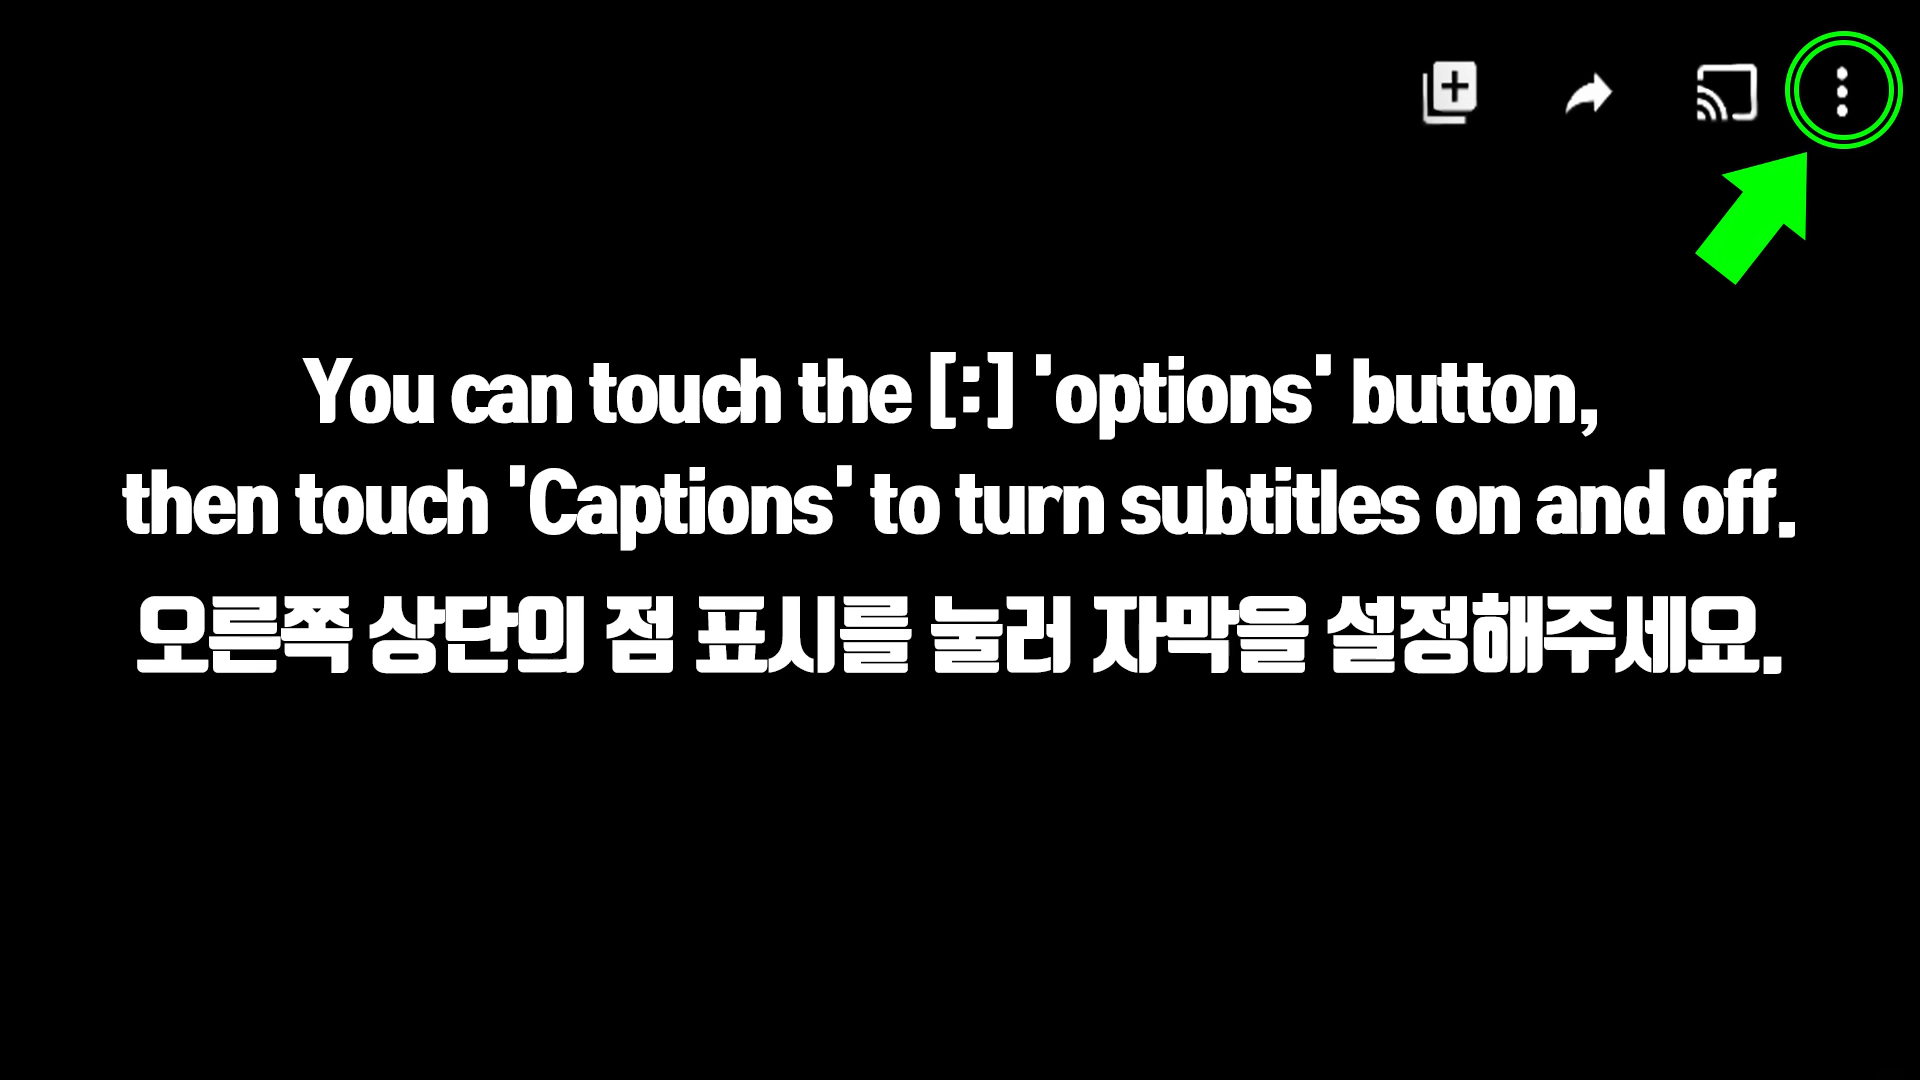 You can touch the [:] 'options' button,
then touch 'Captions' to turn subtitles on and off.
오른쪽 상단의 점 표시를 눌러 자막을 설정해주세요.